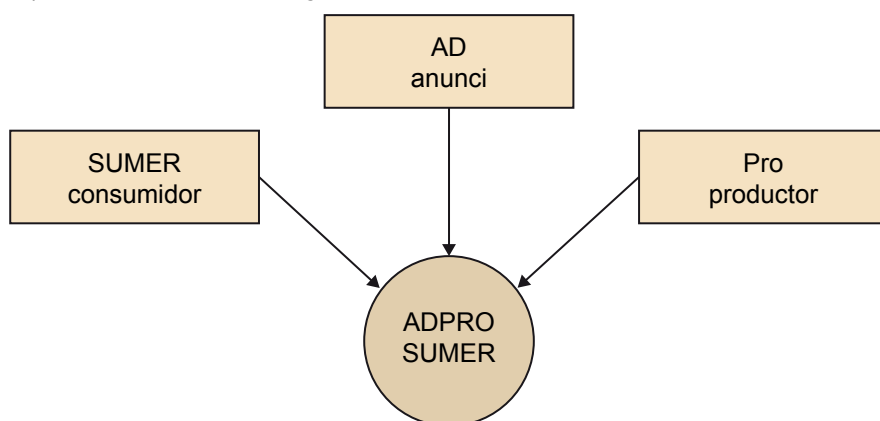 AD
anunci
SUMER
consumidor
Pro
productor
ADPRO
SUMER